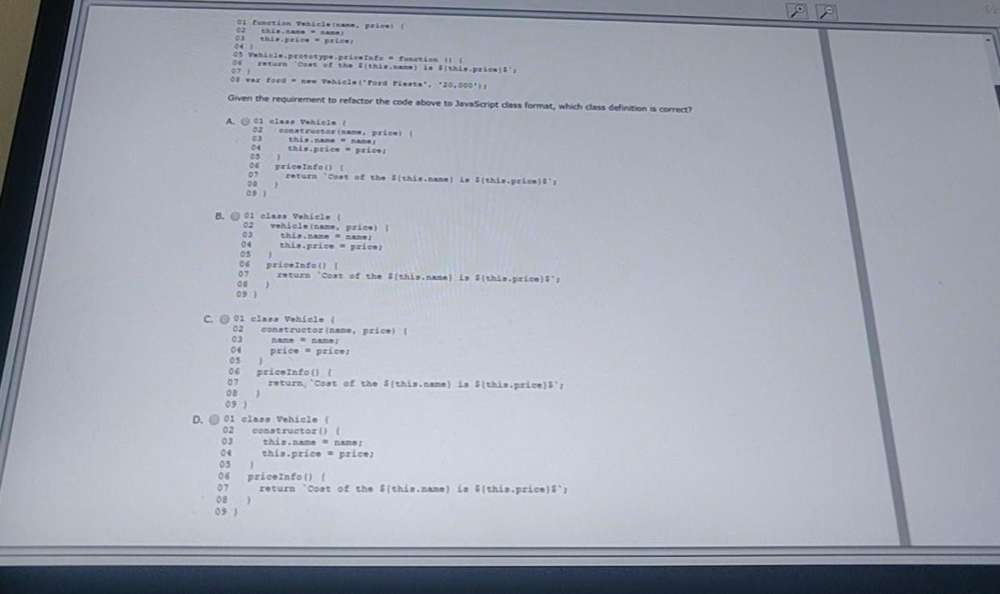 01 function Vehicle(name, price) {
02 this.name = name;
03 this.price = price;
04 }
05 Vehicle.prototype.priceInfo = function () {
06 return `Cost of the ${this.name} is ${this.price}$`;
07 }
08 var ford = new Vehicle('Ford Fiesta', '20,000');
Given the requirement to refactor the code above to JavaScript class format, which class definition is correct?
A. 01 class Vehicle {
02 constructor(name, price) {
03 this.name = name;
04 this.price = price;
05 }
06 priceInfo() {
07 return `Cost of the ${this.name} is ${this.price}$`;
08 }
09 }
B. 01 class Vehicle {
02 vehicle(name, price) {
03 this.name = name;
04 this.price = price;
05 }
06 priceInfo() {
07 return `Cost of the ${this.name} is ${this.price}$`;
08 }
09 }
C. 01 class Vehicle {
02 constructor(name, price) {
03 name = name;
04 price = price;
05 }
06 priceInfo() {
07 return `Cost of the ${this.name} is ${this.price}$`;
08 }
09 }
D. 01 class Vehicle {
02 constructor() {
03 this.name = name;
04 this.price = price;
05 }
06 priceInfo() {
07 return `Cost of the ${this.name} is ${this.price}$`;
08 }
09 }